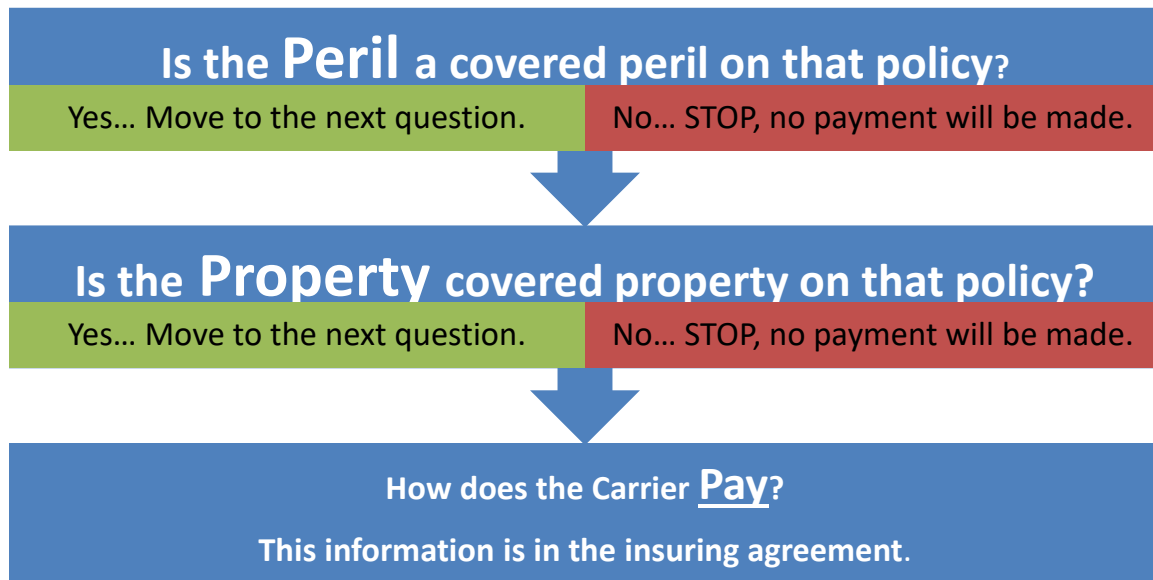 Is the Peril a covered peril on that policy?
Yes... Move to the next question.
No... STOP, no payment will be made.
Is the Property covered property on that policy?
Yes... Move to the next question.
No... STOP, no payment will be made.
How does the Carrier Pay?
This information is in the insuring agreement.